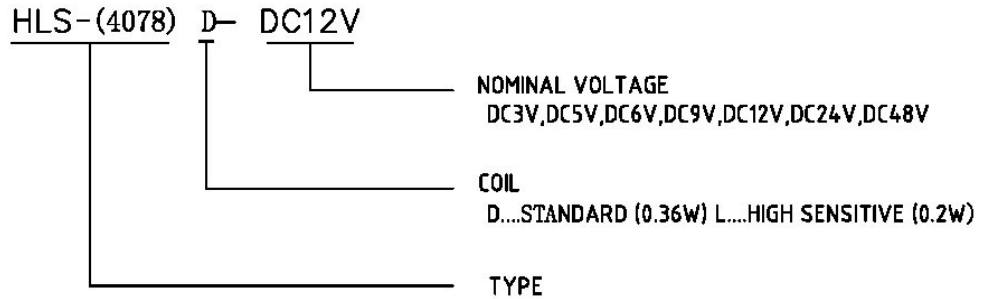 HLS-(4078) D- DC12V
NOMINAL VOLTAGE
DC3V,DC5V,DC6V,DC9V,DC12V,DC24V,DC48V
COIL
D....STANDARD (0.36W) L....HIGH SENSITIVE (0.2W)
TYPE